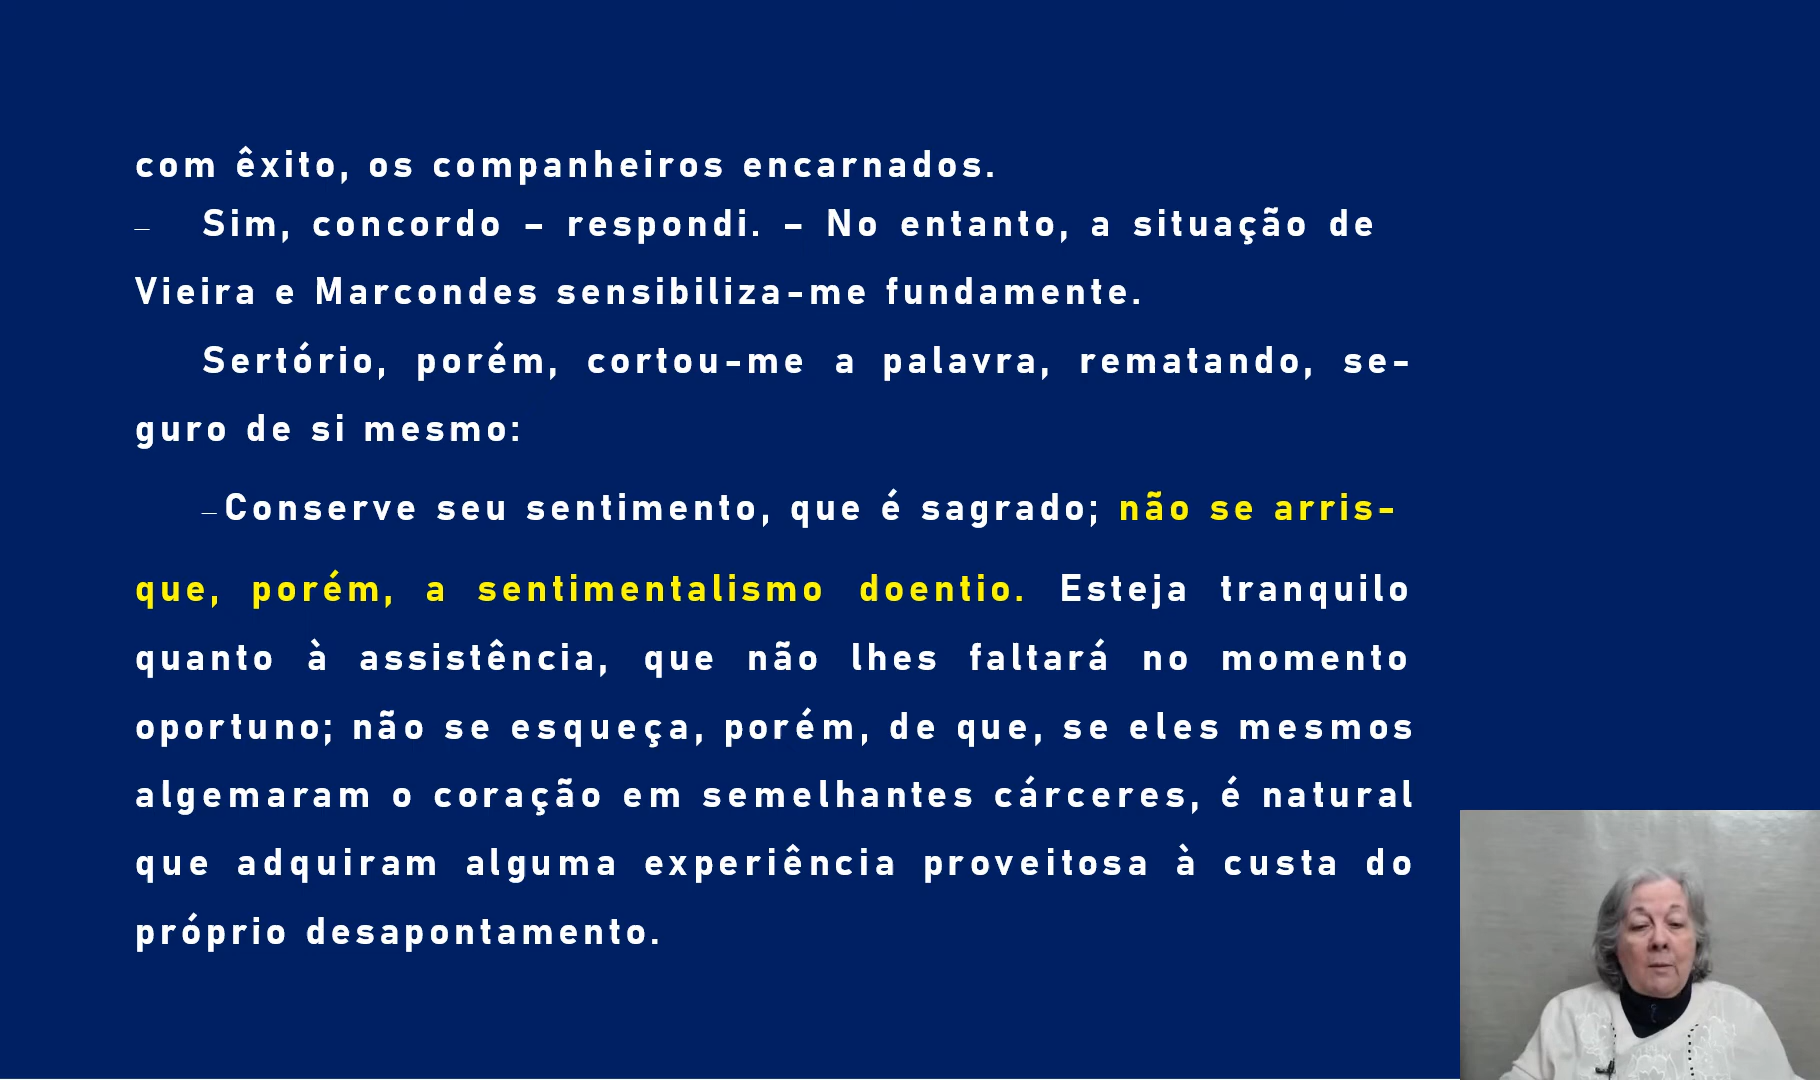 com êxito, os companheiros encarnados.
– Sim, concordo – respondi. – No entanto, a situação de
Vieira e Marcondes sensibiliza-me fundamente.
Sertório, porém, cortou-me a palavra, rematando, se-
guro de si mesmo:
–Conserve seu sentimento, que é sagrado; não se arris-
que, porém, a sentimentalismo doentio. Esteja tranquilo
quanto à assistência, que não lhes faltará no momento
oportuno; não se esqueça, porém, de que, se eles mesmos
algemaram o coração em semelhantes cárceres, é natural
que adquiram alguma experiência proveitosa à custa do
próprio desapontamento.